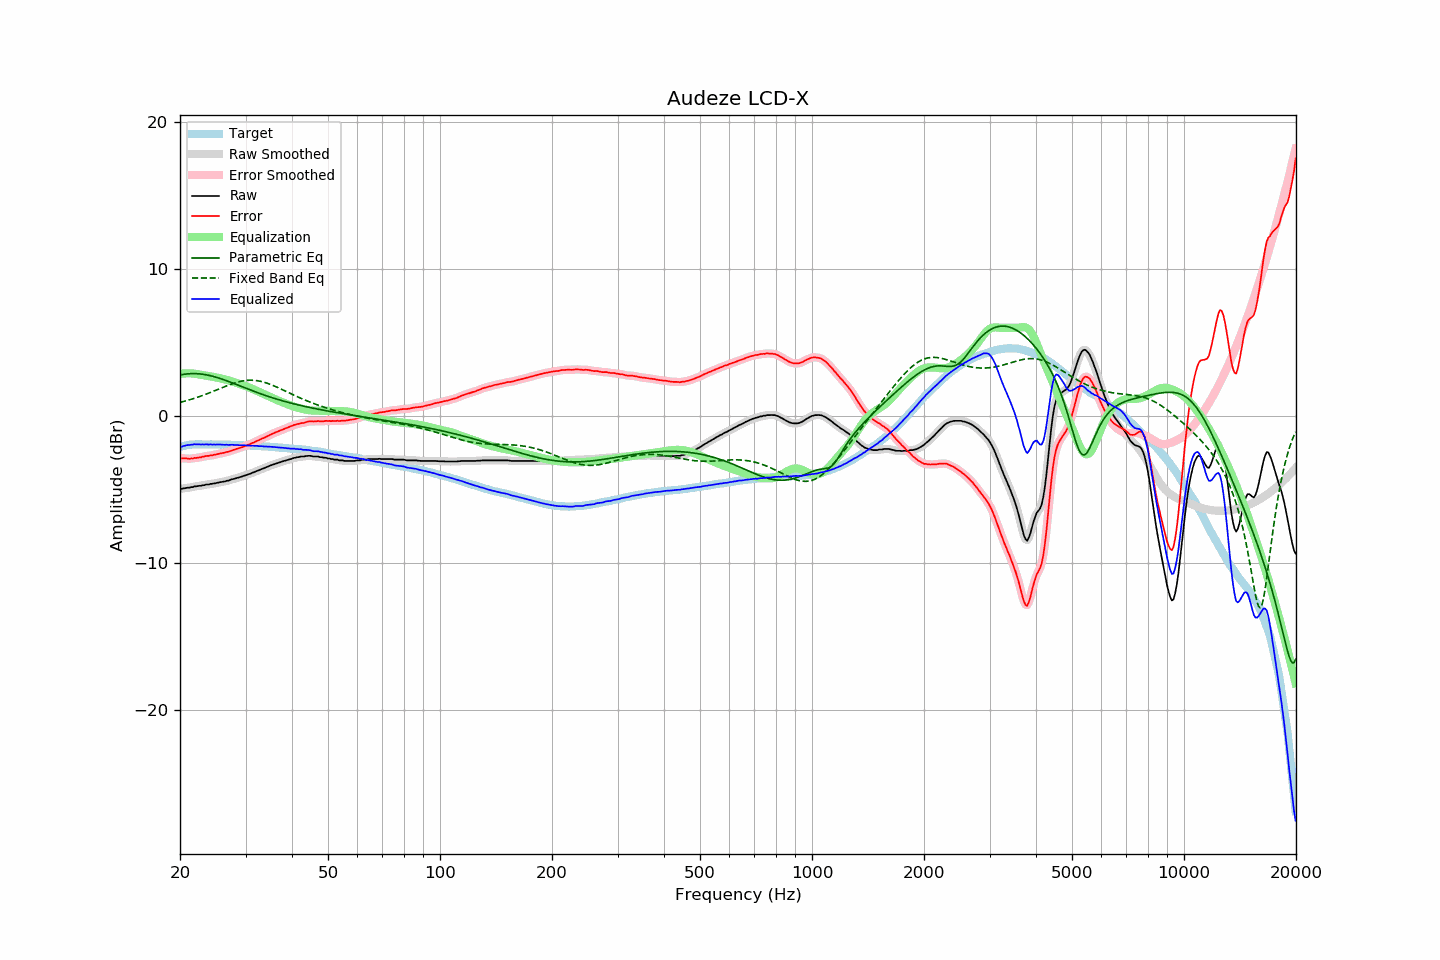 Audeze LCD-X
20
10
0
−10
−20
Amplitude (dBr)
Target
Raw Smoothed
Error Smoothed
Raw
Error
Equalization
Parametric Eq
Fixed Band Eq
Equalized
20 50 100 200 500 1000 2000 5000 10000 20000
Frequency (Hz)